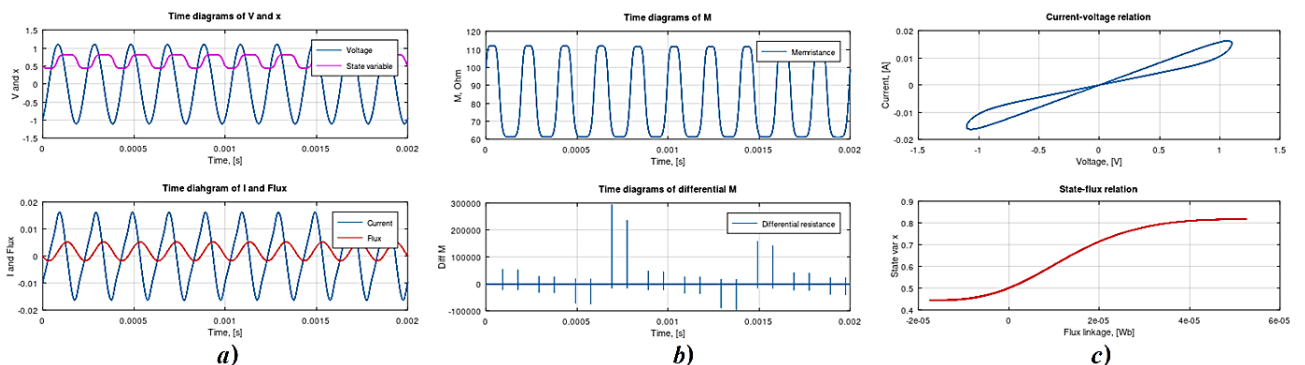 Time diagrams of V and x
1.5
1
0.5
0
-0.5
-1
-1.5
V and x
Voltage
State variable
0
0.0005
0.001
0.0015
0.002
Time, [s]
Time diahgram of I and Flux
0.02
0.01
0
-0.01
-0.02
I and Flux
Current
Flux
0
0.0005
0.001
0.0015
0.002
Time, [s]
a)
Time diagrams of M
120
110
100
90
80
70
60
M, Ohm
Memristance
0
0.0005
0.001
0.0015
0.002
Time, [s]
Time diagrams of differential M
300000
200000
100000
0
-100000
Diff M
Differential resistance
0
0.0005
0.001
0.0015
0.002
Time, [s]
b)
Current-voltage relation
0.02
0.01
0.00
-0.01
-0.02
Current, [A]
-1
-0.5
0
0.5
1
1.5
Voltage, [V]
State-flux relation
0.9
0.8
0.7
0.6
0.5
0.4
State var x
-2e-05
0
2e-05
4e-05
6e-05
Flux linkage, [Wb]
c)